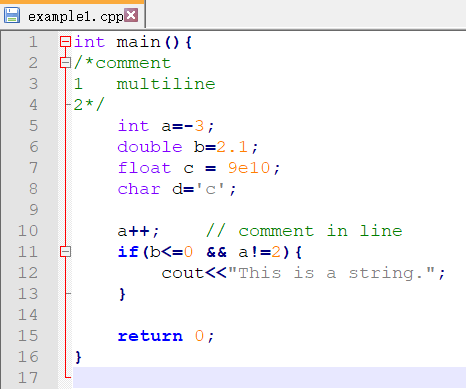 example1.cpp
1 int main(){
2 /*comment
3 1   multiline
4 2*/
5     int a=-3;
6     double b=2.1;
7     float c = 9e10;
8     char d='c';
9
10     a++;    // comment in line
11     if(b<=0 && a!=2){
12         cout<<"This is a string.";
13     }
14
15     return 0;
16 }
17